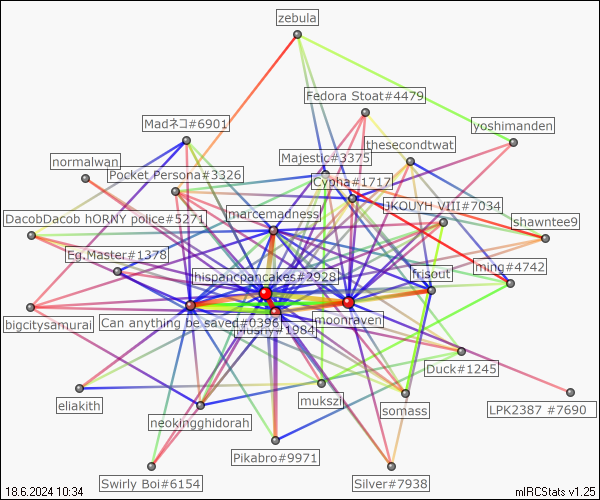 zebula
Fedora Stoat#4479
Madネコ#6901
yoshimanden
thesecondtwat
normalwan
Majestic#3375
Pocket Persona#3326
Cypha#1717
JKOUYH VIII#7034
DacobDacob hORNY police#5271
marcemadness
shawntee9
Eg.Master#1378
hispanicpancakes#2928
frisout
ming#4742
bigcitysamurai
Can anything be saved#0396
moonraven
Mushy#1984
Duck#1245
eliakith
mukszi
somass
LPK2387 #7690
neokingghidorah
Pikabro#9971
Swirly Boi#6154
Silver#7938
18.6.2024 10:34
mIRCStats v1.25